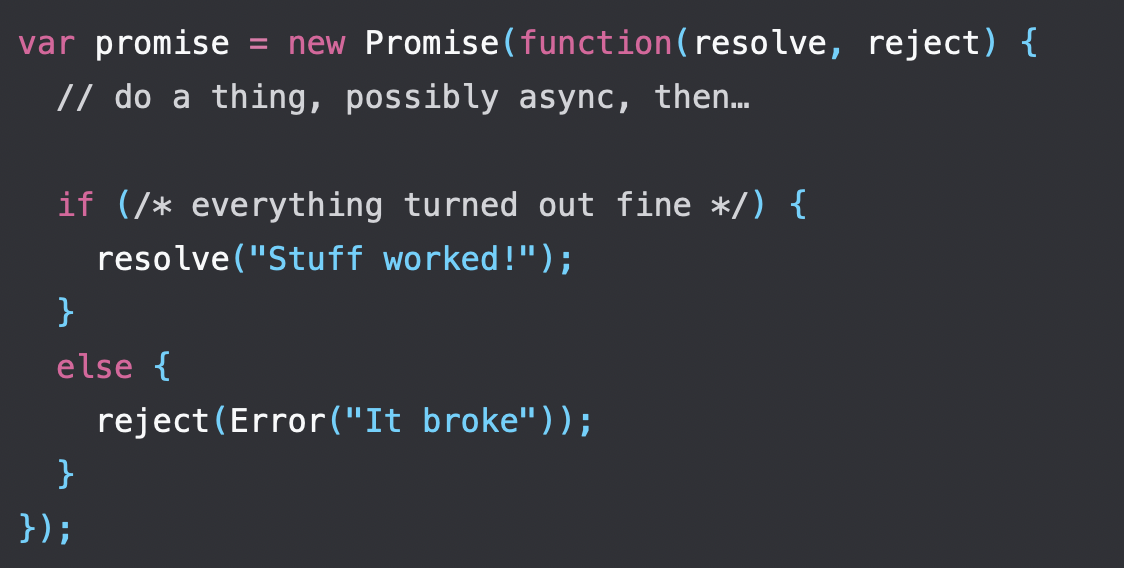 var promise = new Promise(function(resolve, reject) {
  // do a thing, possibly async, then…

  if (/* everything turned out fine */) {
    resolve("Stuff worked!");
  }
  else {
    reject(Error("It broke"));
  }
});